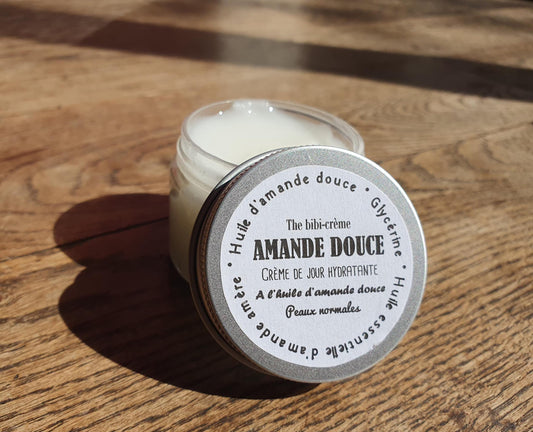 Huile d'amande douce • Glycérine • Huile essentielle d'amande amère •
The bibi-crème
AMANDE DOUCE
CRÈME DE JOUR HYDRATANTE
A l'huile d'amande douce
Peaux normales